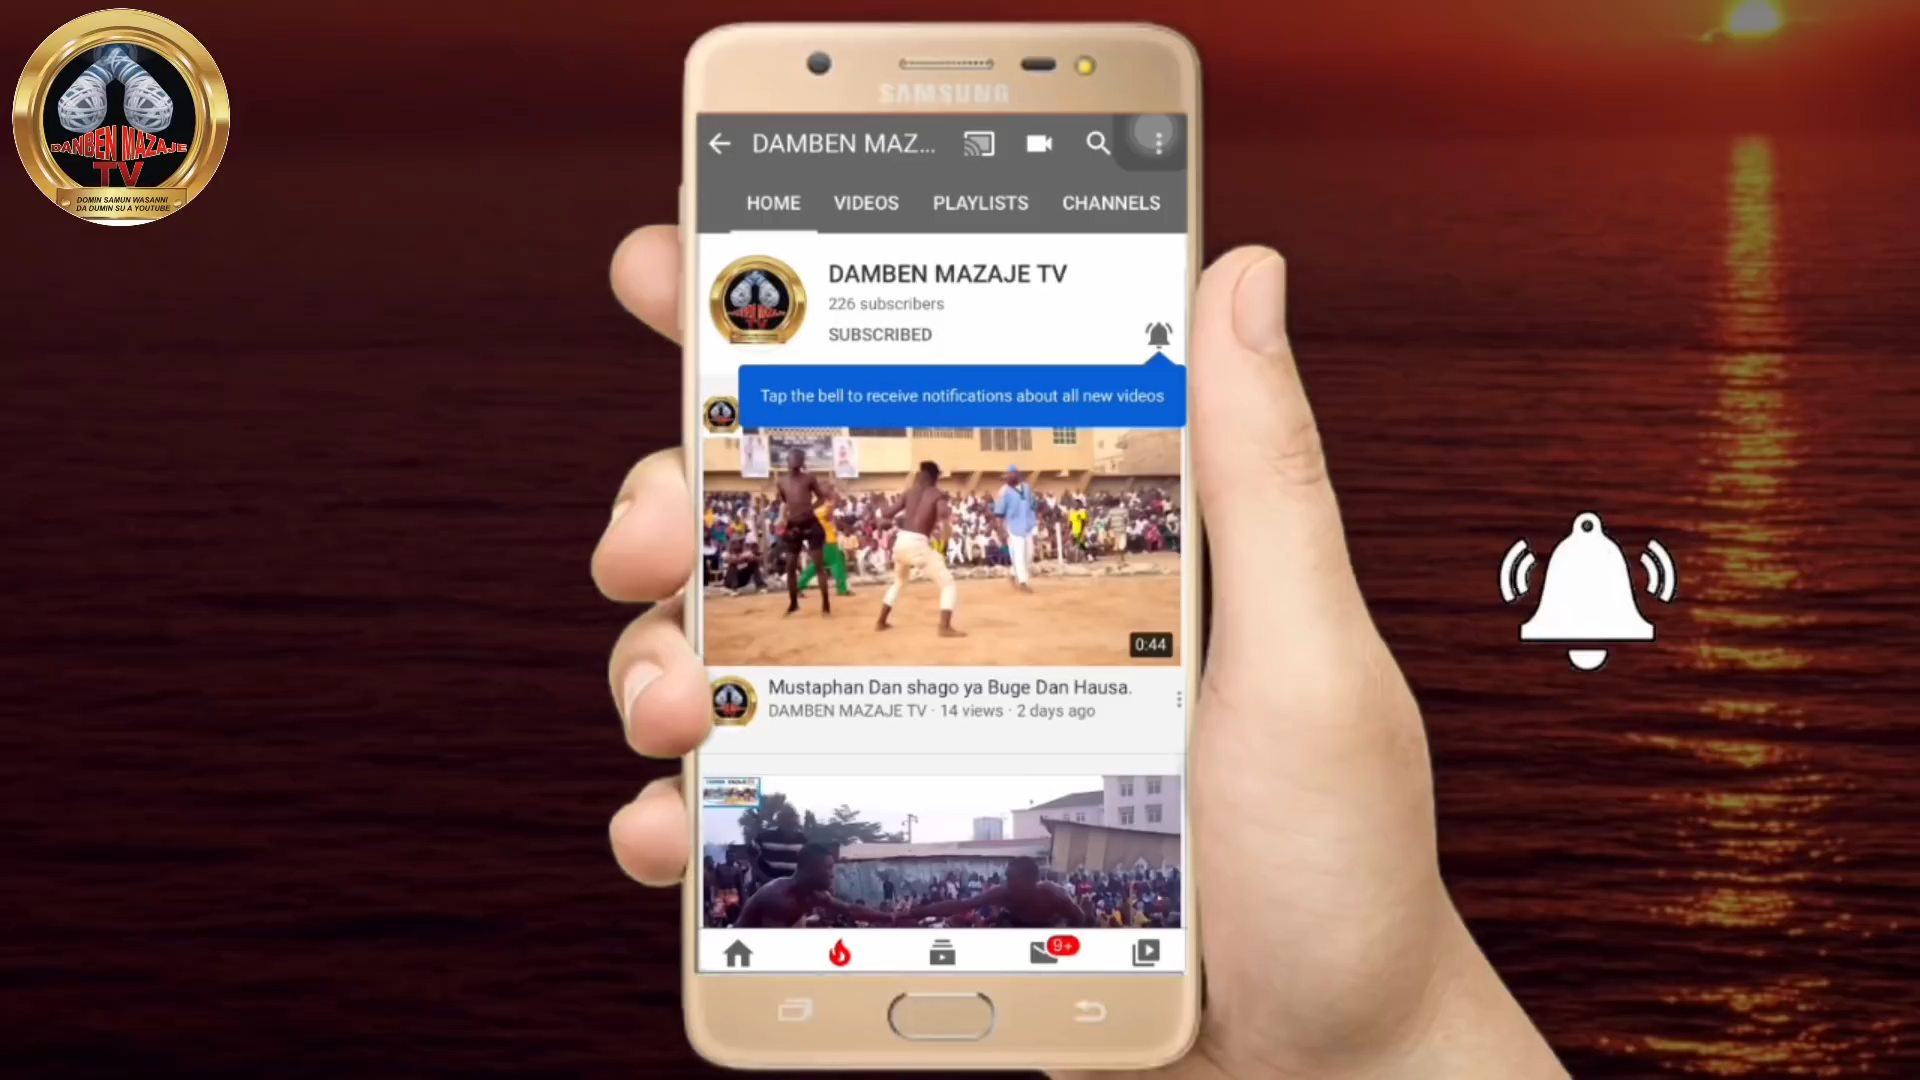 DANBEN MAZAJE
TV
DOMIN SAMUN WASANNI
DA DUMIN SU A YOUTUBE
SAMSUNG
DAMBEN MAZ...
HOME VIDEOS PLAYLISTS CHANNELS
DAMBEN MAZAJE TV
226 subscribers
SUBSCRIBED
Tap the bell to receive notifications about all new videos
0:44
Mustaphan Dan shago ya Buge Dan Hausa.
DAMBEN MAZAJE TV · 14 views · 2 days ago
9+